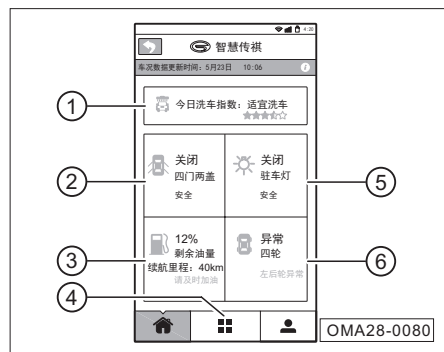 4:20
智慧传祺
车况数据更新时间：5月23日 10:06
① 今日洗车指数：适宜洗车
② 关闭
四门两盖
安全
⑤ 关闭
驻车灯
安全
③ 12%
剩余油量
续航里程：40km
请及时加油
⑥ 异常
四轮
左后轮异常
④
OMA28-0080